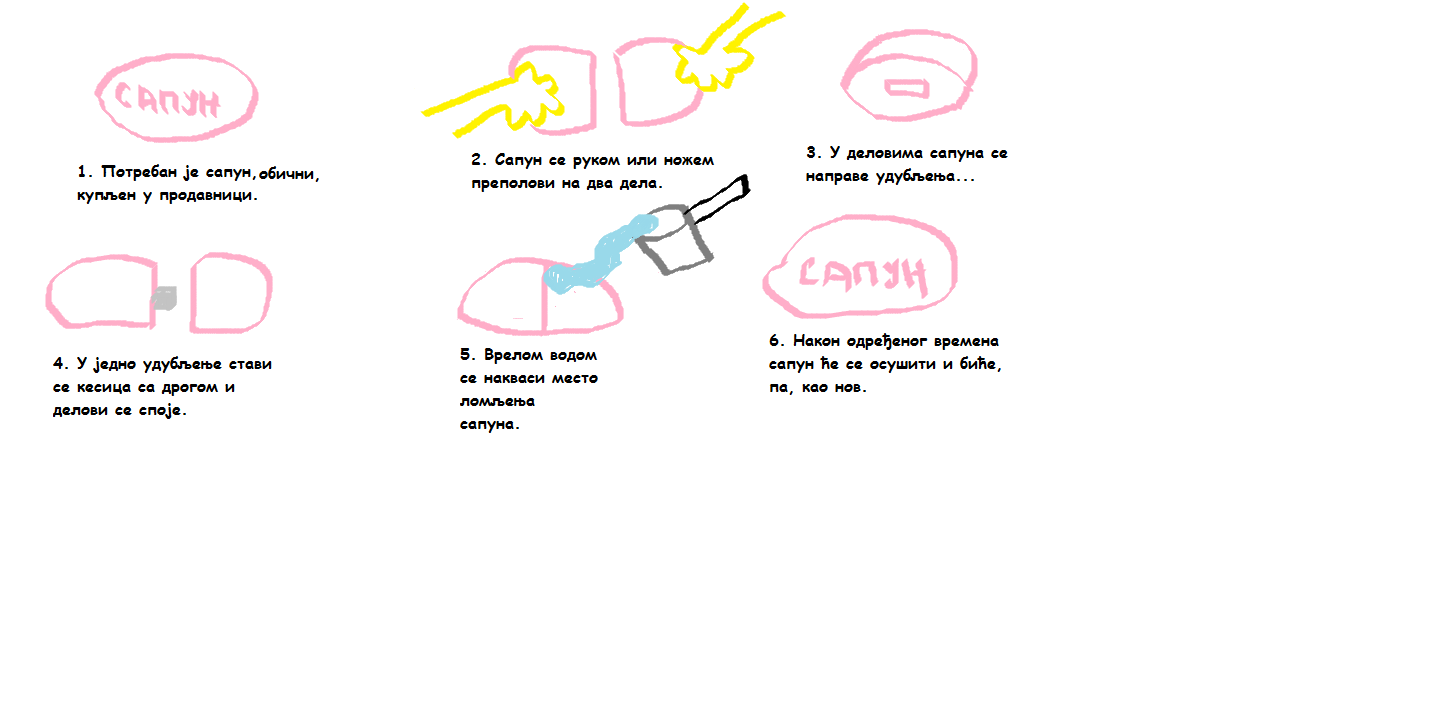 САПУН
1. Потребан је сапун, обични,
купљен у продавници.
2. Сапун се руком или ножем
преполови на два дела.
3. У деловима сапуна се
направе удубљења...
4. У једно удубљење стави
се кесица са дрогом и
делови се споје.
5. Врелом водом
се накваси место
ломљења
сапуна.
САПУН
6. Након одређеног времена
сапун ће се осушити и биће,
па, као нов.